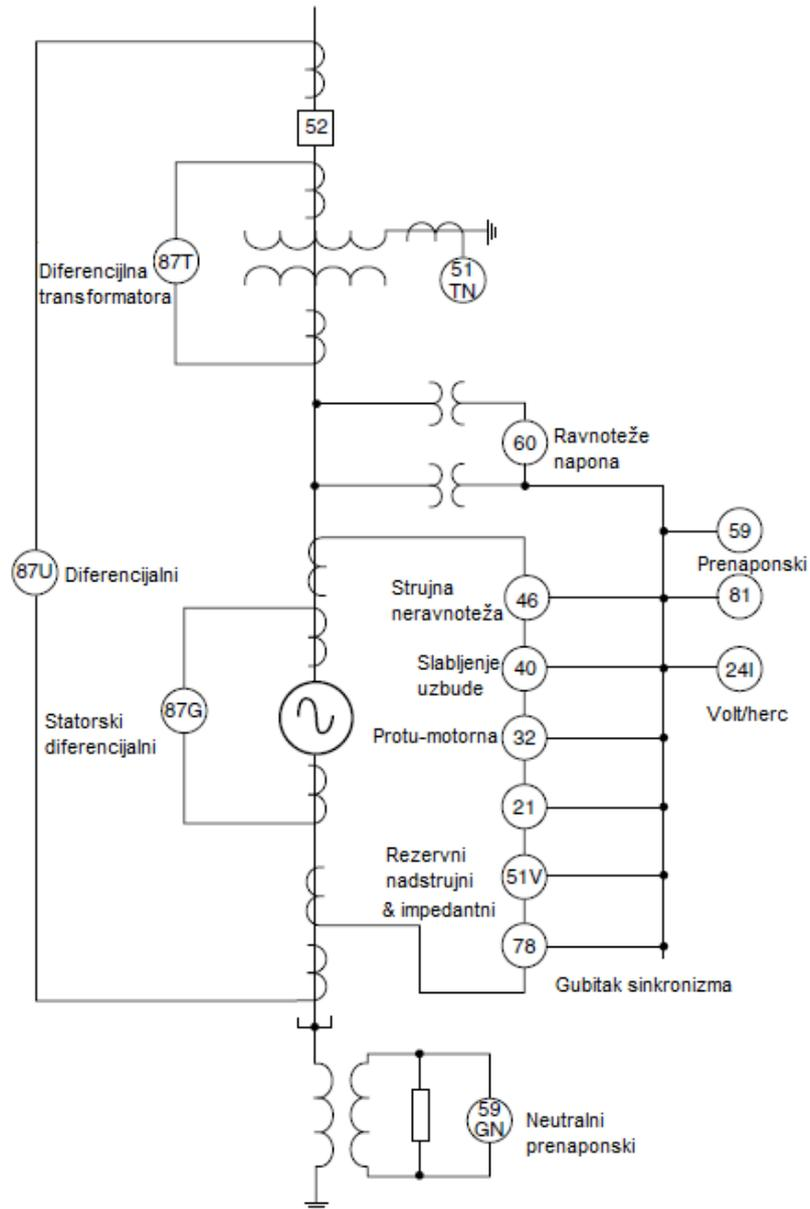 52
87T
Diferencijlna
transformatora
51
TN
60
Ravnoteže
napona
59
Prenaponski
87U
Diferencijalni
Strujna
neravnoteža
46
81
Slabljenje
uzbude
40
24I
Volt/herc
87G
Statorski
diferencijalni
Protu-motorna
32
21
Rezervni
nadstrujni
& impedantni
51V
78
Gubitak sinkronizma
59
GN
Neutralni
prenaponski